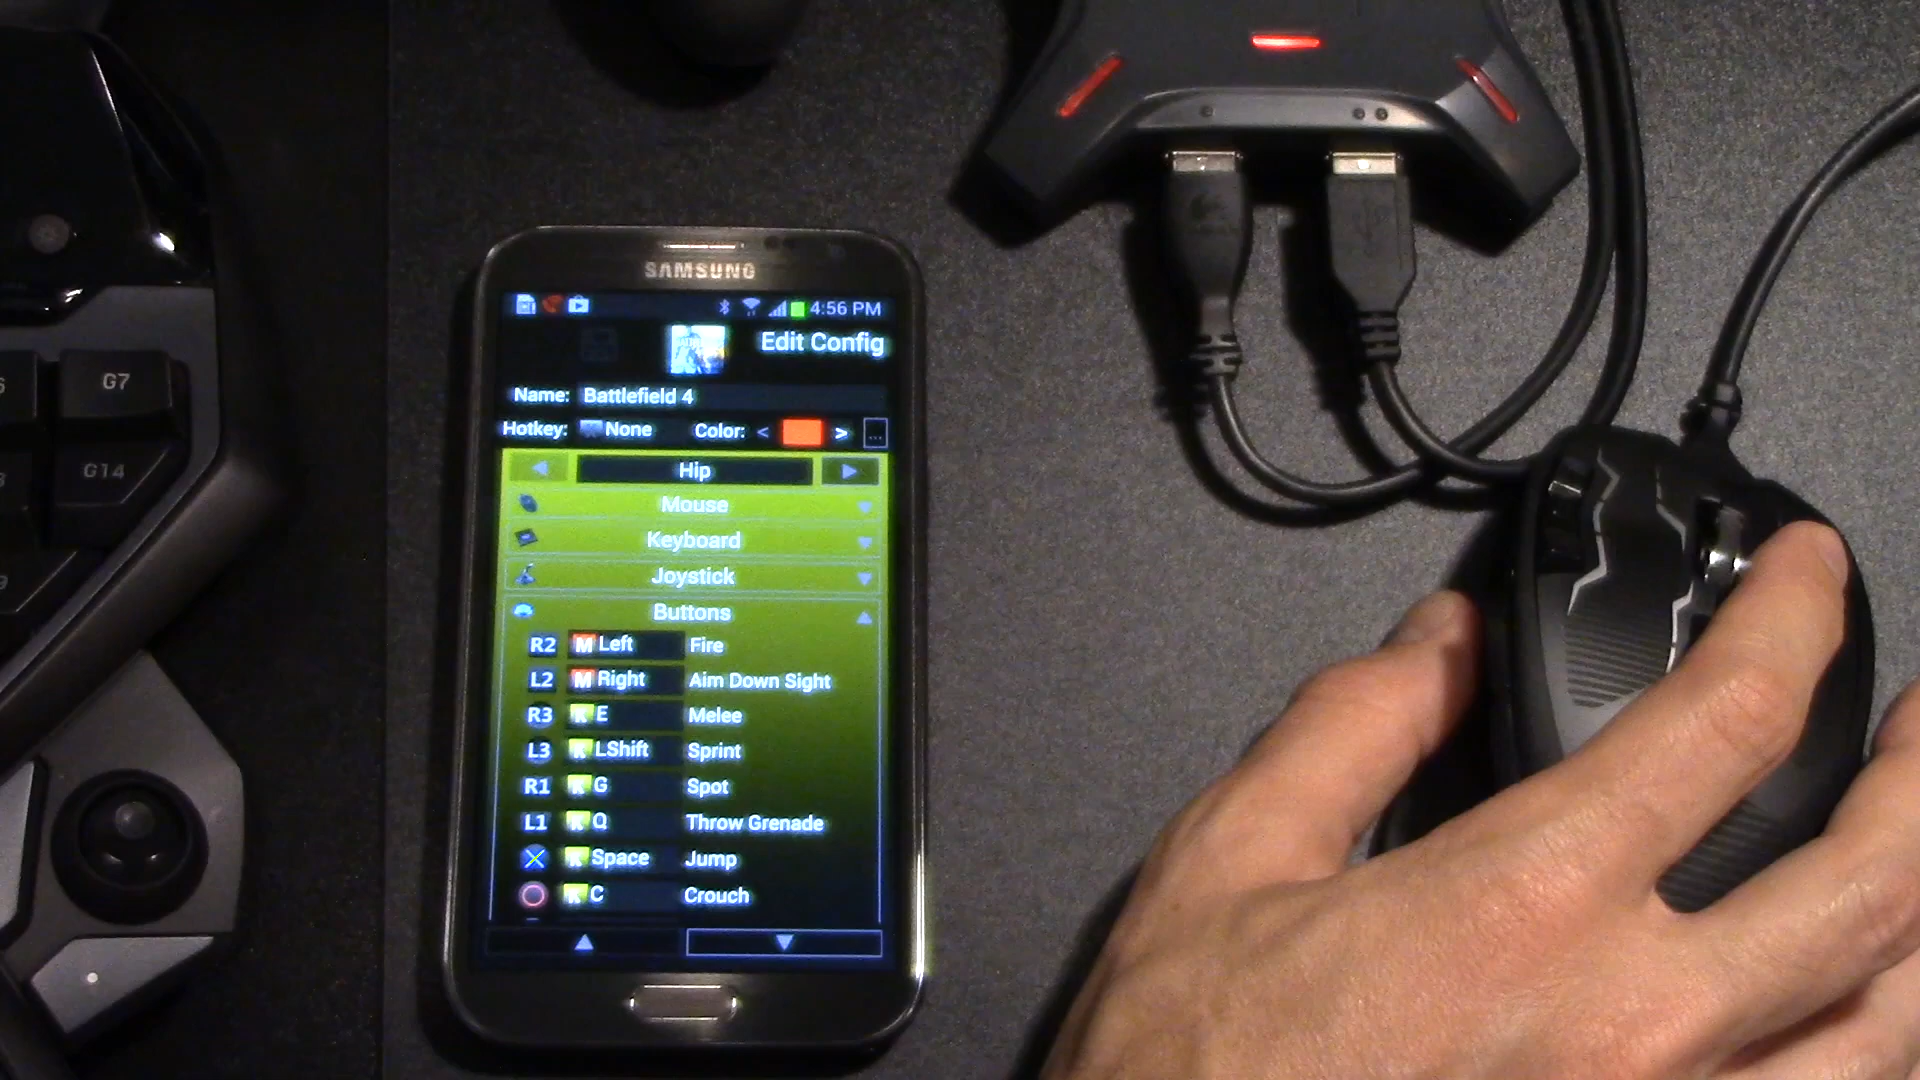 SAMSUNG
4:56 PM
Edit Config
Name: Battlefield 4
Hotkey: None Color: < > ...
Hip
Mouse
Keyboard
Joystick
Buttons
R2 M Left Fire
L2 M Right Aim Down Sight
R3 K E Melee
L3 K LShift Sprint
R1 K G Spot
L1 K Q Throw Grenade
K Space Jump
K C Crouch
G7
G14